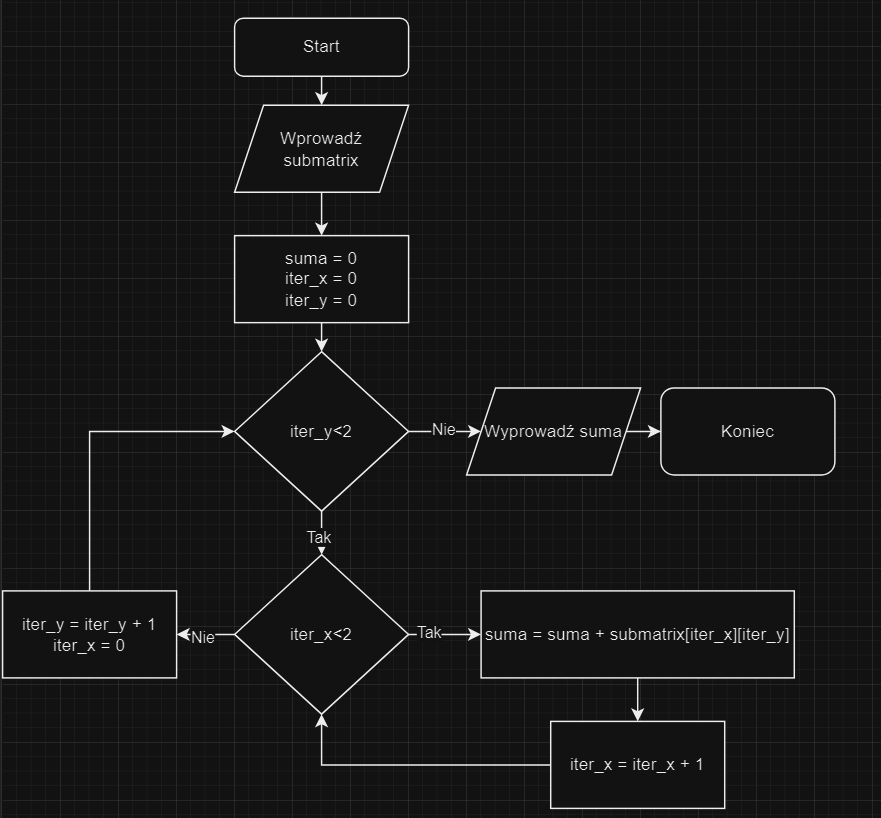 Start
Wprowadź
submatrix
suma = 0
iter_x = 0
iter_y = 0
iter_y<2
Nie
Wyprowadź suma
Koniec
Tak
iter_y = iter_y + 1
iter_x = 0
Nie
iter_x<2
Tak
suma = suma + submatrix[iter_x][iter_y]
iter_x = iter_x + 1